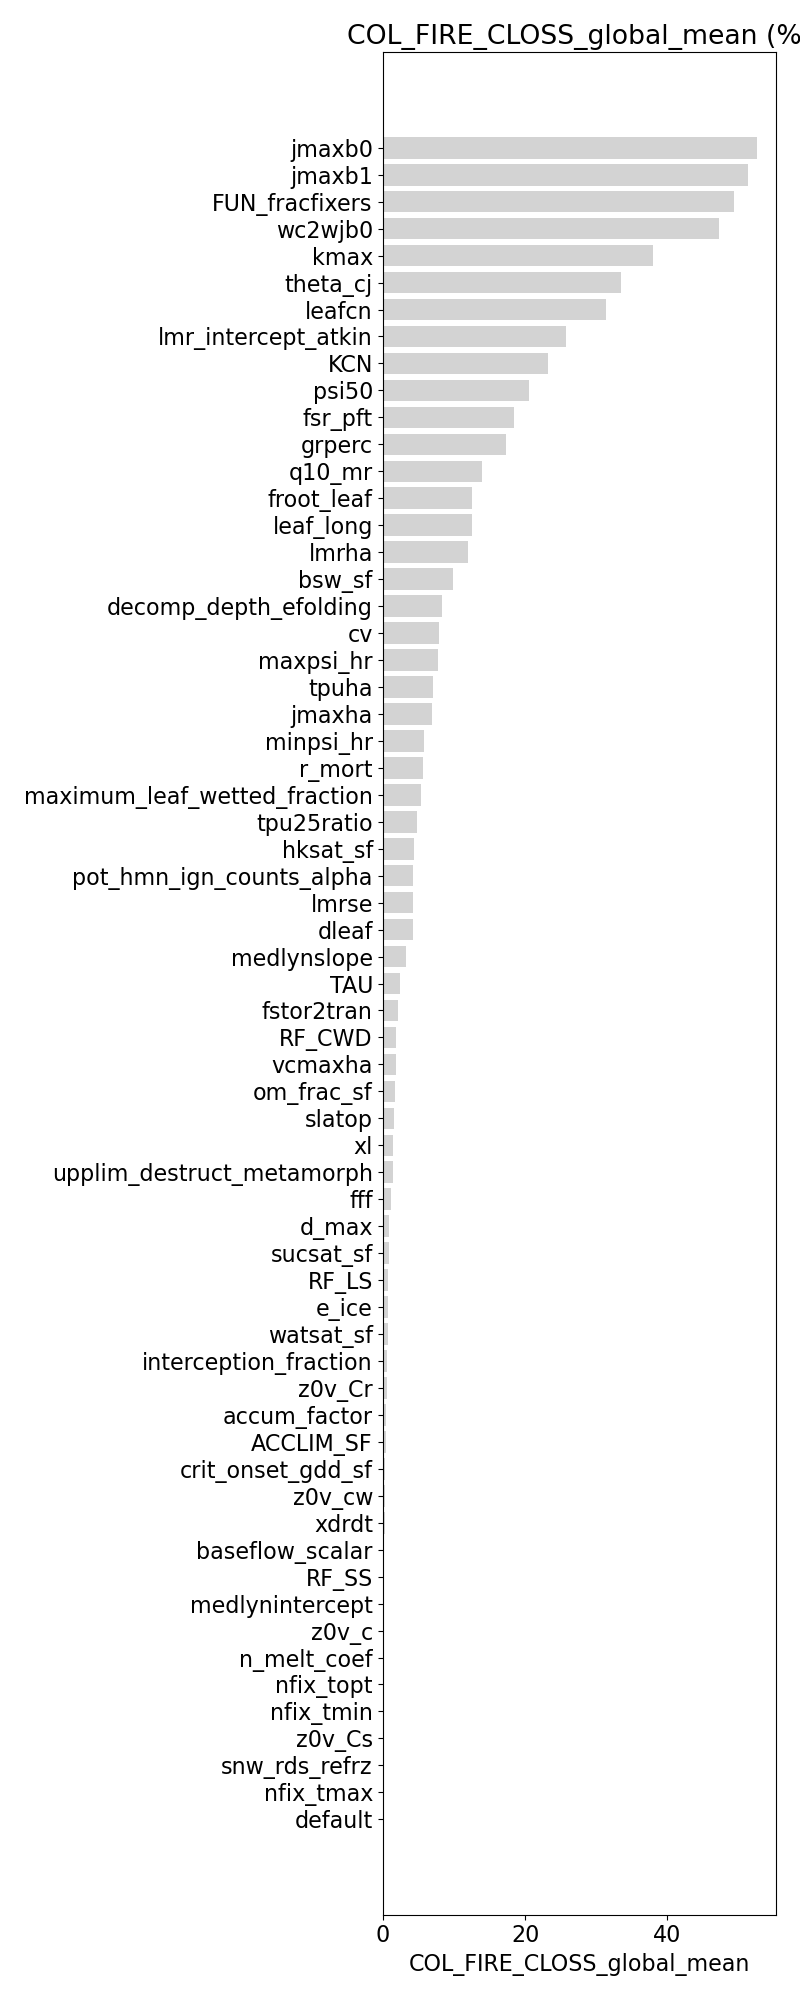 COL_FIRE_CLOSS_global_mean (%
jmaxb0
jmaxb1
FUN_fracfixers
wc2wjb0
kmax
theta_cj
leafcn
lmr_intercept_atkin
KCN
psi50
fsr_pft
grperc
q10_mr
froot_leaf
leaf_long
lmrha
bsw_sf
decomp_depth_efolding
cv
maxpsi_hr
tpuha
jmaxha
minpsi_hr
r_mort
maximum_leaf_wetted_fraction
tpu25ratio
hksat_sf
pot_hmn_ign_counts_alpha
lmrse
dleaf
medlynslope
TAU
fstor2tran
RF_CWD
vcmaxha
om_frac_sf
slatop
xl
upplim_destruct_metamorph
fff
d_max
sucsat_sf
RF_LS
e_ice
watsat_sf
interception_fraction
z0v_Cr
accum_factor
ACCLIM_SF
crit_onset_gdd_sf
z0v_cw
xdrdt
baseflow_scalar
RF_SS
medlynintercept
z0v_c
n_melt_coef
nfix_topt
nfix_tmin
z0v_Cs
snw_rds_refrz
nfix_tmax
default
0 20 40
COL_FIRE_CLOSS_global_mean